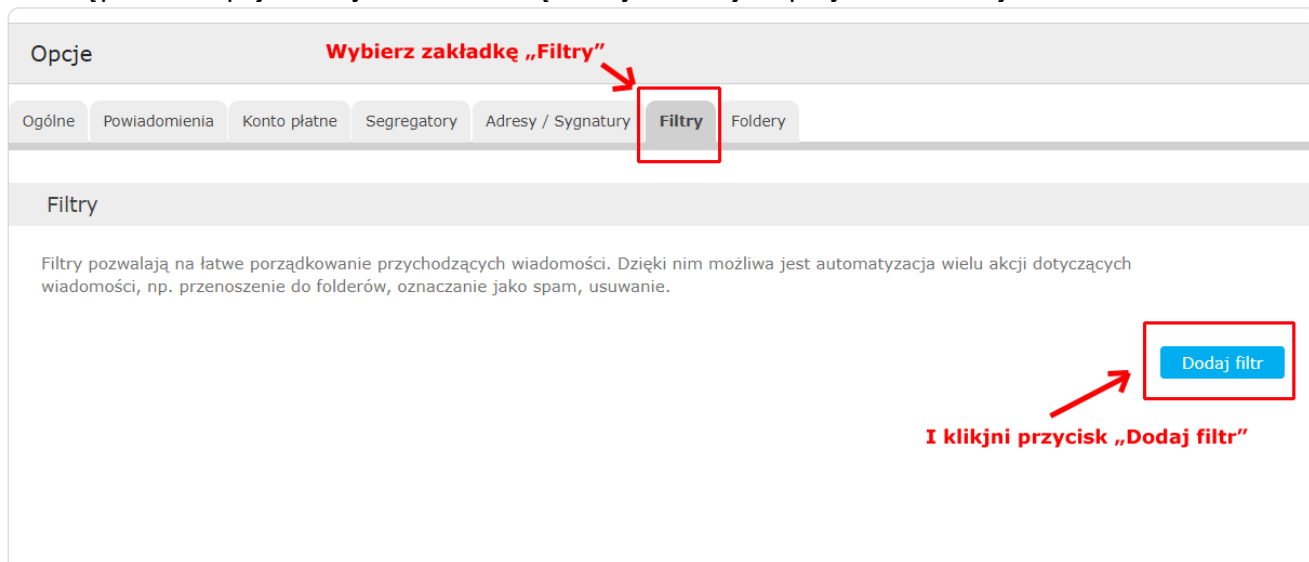 Opcje
Wybierz zakładkę „Filtry”
Ogólne Powiadomienia Konto płatne Segregatory Adresy / Sygnatury Filtry Foldery
Filtry
Filtry pozwalają na łatwe porządkowanie przychodzących wiadomości. Dzięki nim możliwa jest automatyzacja wielu akcji dotyczących
wiadomości, np. przenoszenie do folderów, oznaczanie jako spam, usuwanie.
Dodaj filtr
I klikjni przycisk „Dodaj filtr”